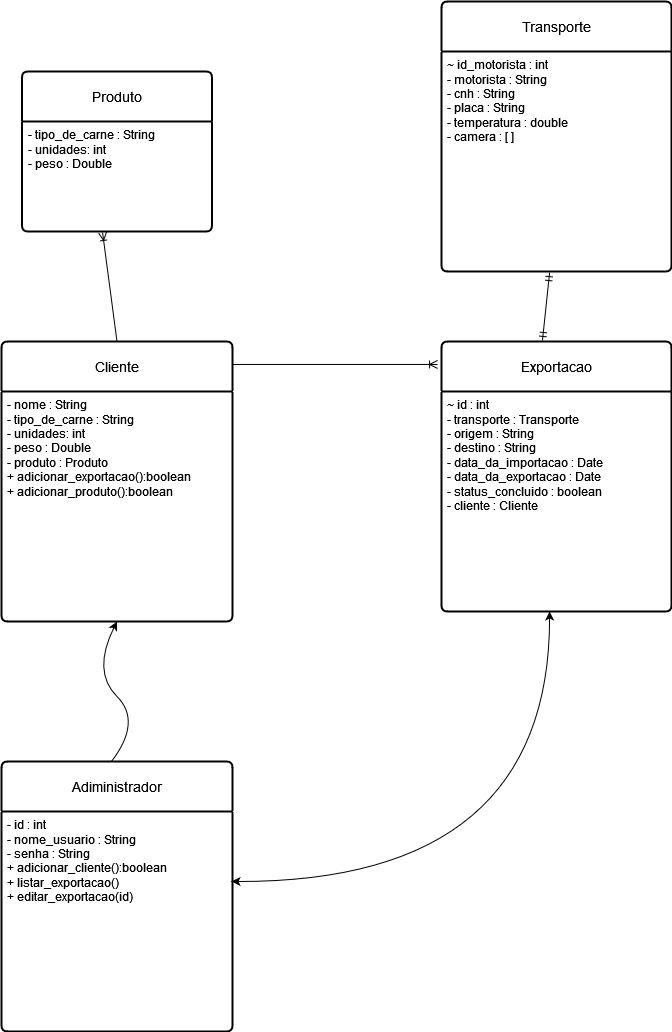 Transporte
~ id_motorista : int
- motorista : String
- cnh : String
- placa : String
- temperatura : double
- camera : [ ]
Produto
- tipo_de_carne : String
- unidades: int
- peso : Double
Cliente
- nome : String
- tipo_de_carne : String
- unidades: int
- peso : Double
- produto : Produto
+ adicionar_exportacao():boolean
+ adicionar_produto():boolean
Exportacao
~ id : int
- transporte : Transporte
- origem : String
- destino : String
- data_da_importacao : Date
- data_da_exportacao : Date
- status_concluido : boolean
- cliente : Cliente
Adiministrador
- id : int
- nome_usuario : String
- senha : String
+ adicionar_cliente():boolean
+ listar_exportacao()
+ editar_exportacao(id)